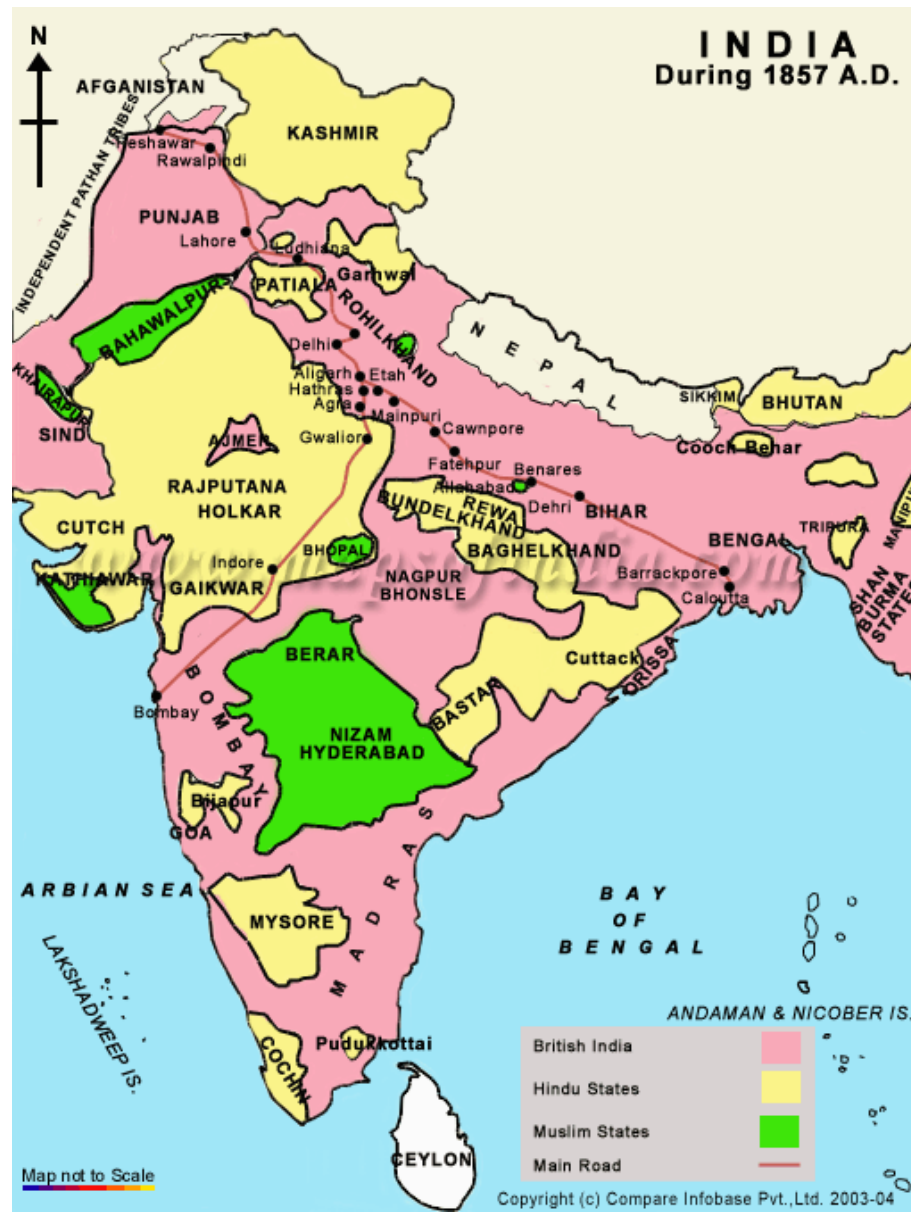 INDIA
During 1857 A.D.
N
AFGANISTAN
INDEPENDENT PATHAN TRIBES
KASHMIR
Peshawar
Rawalpindi
PUNJAB
Lahore
Ludhiana
Garhwal
PATIALA
BAHAWALPUR
ROHILKHAND
Delhi
NEPAL
KHAIRAPUR
Aligarh
Etah
Hathras
Agra
Mainpuri
SIKKIM
BHUTAN
SIND
AJMER
Gwalior
Cawnpore
Cooch Behar
Fatehpur
Benares
Allahabad
Dehri
BIHAR
RAJPUTANA
HOLKAR
REWA
BUNDELKHAND
CUTCH
TRIPURA
MANIPUR
BHOPAL
BAGHELKHAND
BENGAL
www.mapsofindia.com
Indore
KATHIAWAR
GAIKWAR
NAGPUR
BHONSLE
Barrackpore
Caloutta
SHAN
BURMA
STATE
BERAR
Cuttack
ORISSA
BASTAR
Bombay
BOMBAY
NIZAM
HYDERABAD
Bijapur
GOA
MADRAS
ARBIAN SEA
MYSORE
BAY
OF
BENGAL
LAKSHADWEEP IS.
ANDAMAN & NICOBER IS.
COCHIN
Pudukkottai
British India
Hindu States
Muslim States
Main Road
CEYLON
Map not to Scale
Copyright (c) Compare Infobase Pvt.,Ltd. 2003-04